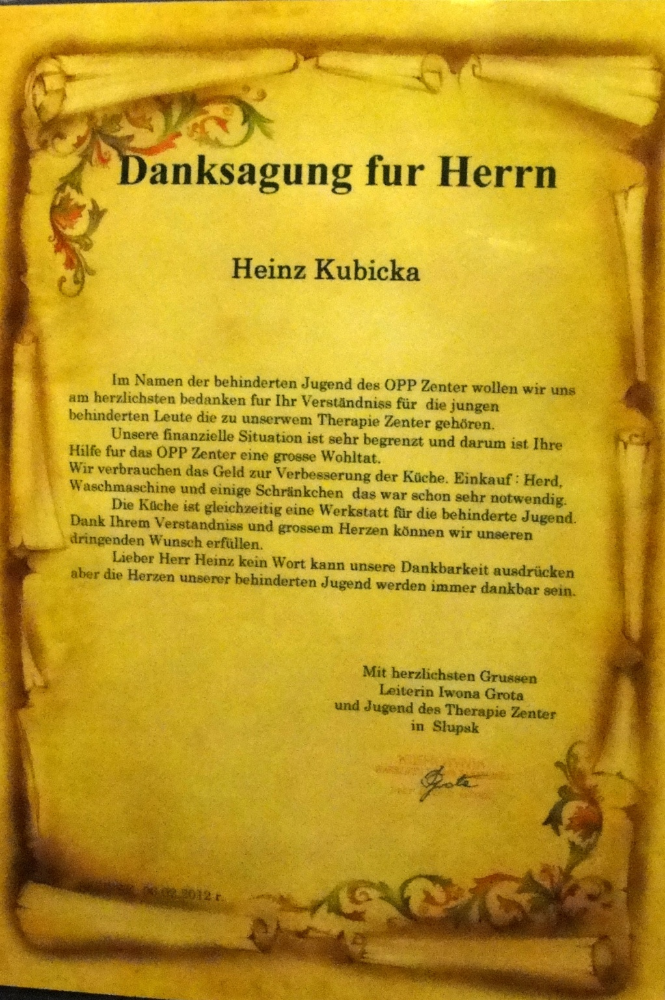 Danksagung fur Herrn
Heinz Kubicka
Im Namen der behinderten Jugend des OPP Zenter wollen wir uns
am herzlichsten bedanken fur Ihr Verständniss für die jungen
behinderten Leute die zu unserwem Therapie Zenter gehören.
Unsere finanzielle Situation ist sehr begrenzt und darum ist Ihre
Hilfe fur das OPP Zenter eine grosse Wohltat.
Wir verbrauchen das Geld zur Verbesserung der Küche. Einkauf : Herd,
Waschmaschine und einige Schränkchen das war schon sehr notwendig.
Die Küche ist gleichzeitig eine Werkstatt für die behinderte Jugend.
Dank Ihrem Verstandniss und grossem Herzen können wir unseren
dringenden Wunsch erfüllen.
Lieber Herr Heinz kein Wort kann unsere Dankbarkeit ausdrücken
aber die Herzen unserer behinderten Jugend werden immer dankbar sein.
Mit herzlichsten Grussen
Leiterin Iwona Grota
und Jugend des Therapie Zenter
in Slupsk
Grota
02.2012 r.